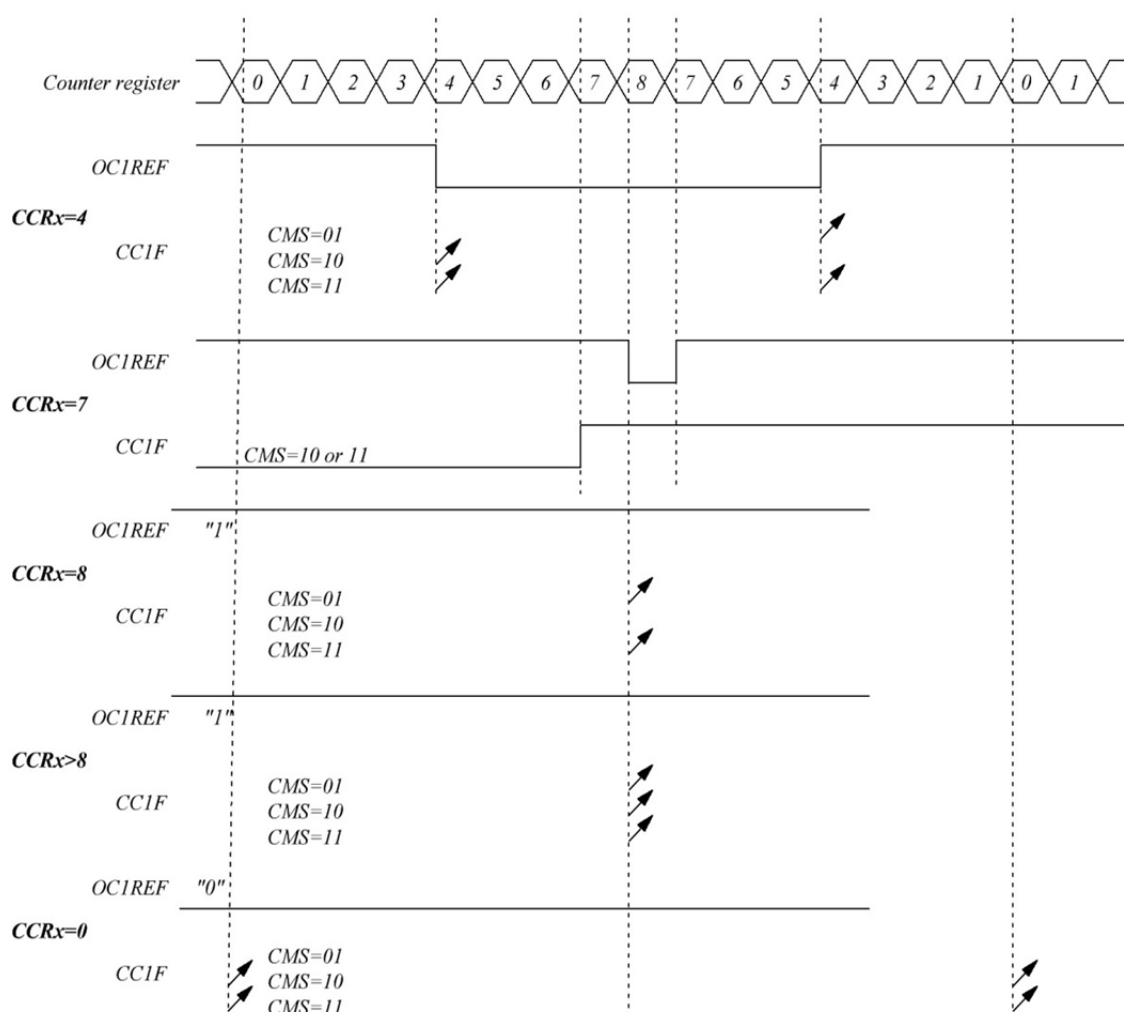 Counter register 0 1 2 3 4 5 6 7 8 7 6 5 4 3 2 1 0 1
OC1REF
CCRx=4
CMS=01
CC1F
CMS=10
CMS=11
OC1REF
CCRx=7
CC1F
CMS=10 or 11
OC1REF "1"
CCRx=8
CMS=01
CC1F
CMS=10
CMS=11
OC1REF "1"
CCRx>8
CMS=01
CC1F
CMS=10
CMS=11
OC1REF "0"
CCRx=0
CMS=01
CC1F
CMS=10
CMS=11